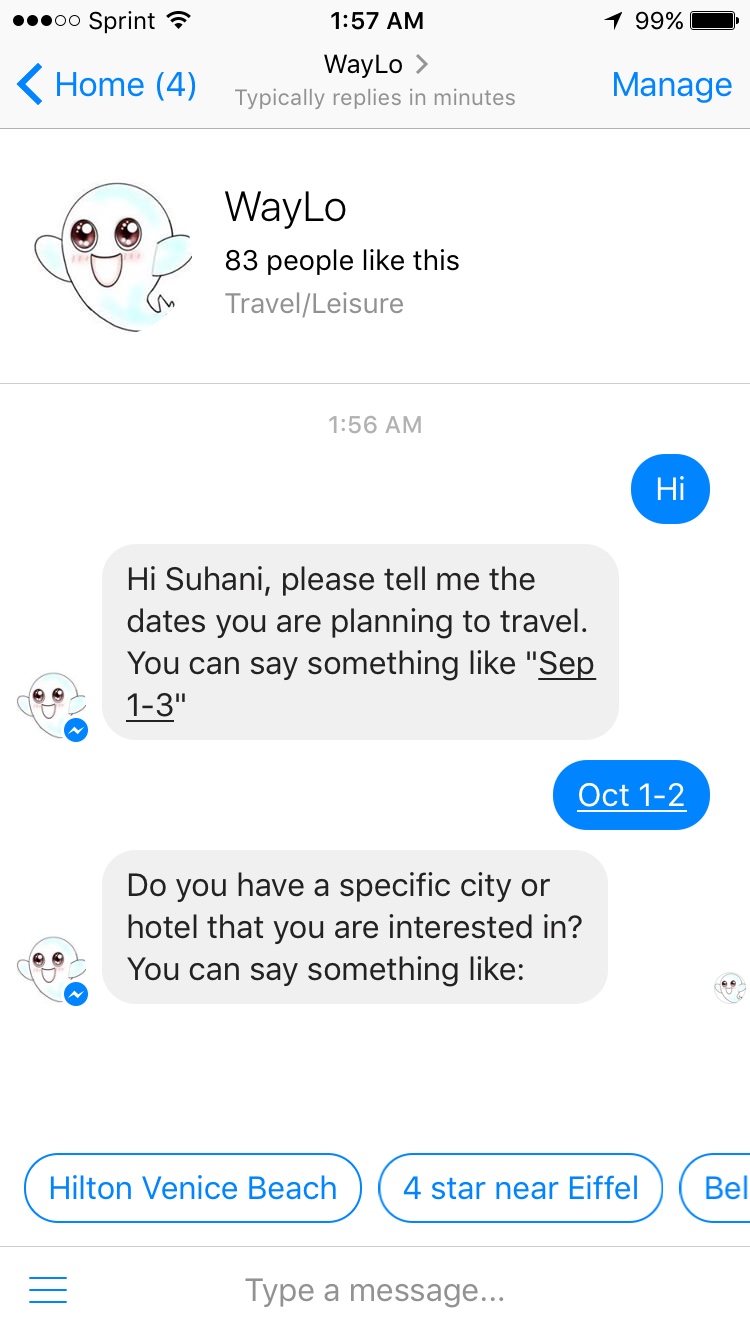 Sprint 1:57 AM 99%
Home (4) WayLo Manage
Typically replies in minutes
WayLo
83 people like this
Travel/Leisure
1:56 AM
Hi
Hi Suhani, please tell me the
dates you are planning to travel.
You can say something like "Sep
1-3"
Oct 1-2
Do you have a specific city or
hotel that you are interested in?
You can say something like:
Hilton Venice Beach 4 star near Eiffel Bel
Type a message...